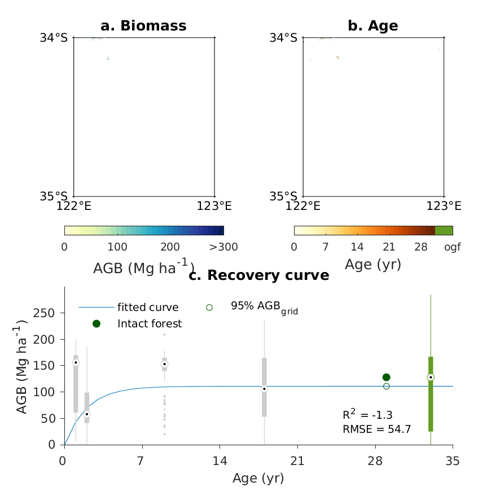 a. Biomass
b. Age
34°S
35°S
122°E 123°E
34°S
35°S
122°E 123°E
0 100 200 >300
AGB (Mg ha⁻¹)
0 7 14 21 28 ogf
Age (yr)
c. Recovery curve
fitted curve
95% AGB_grid
Intact forest
AGB (Mg ha⁻¹)
250
200
150
100
50
0
R² = -1.3
RMSE = 54.7
0 7 14 21 28 35
Age (yr)